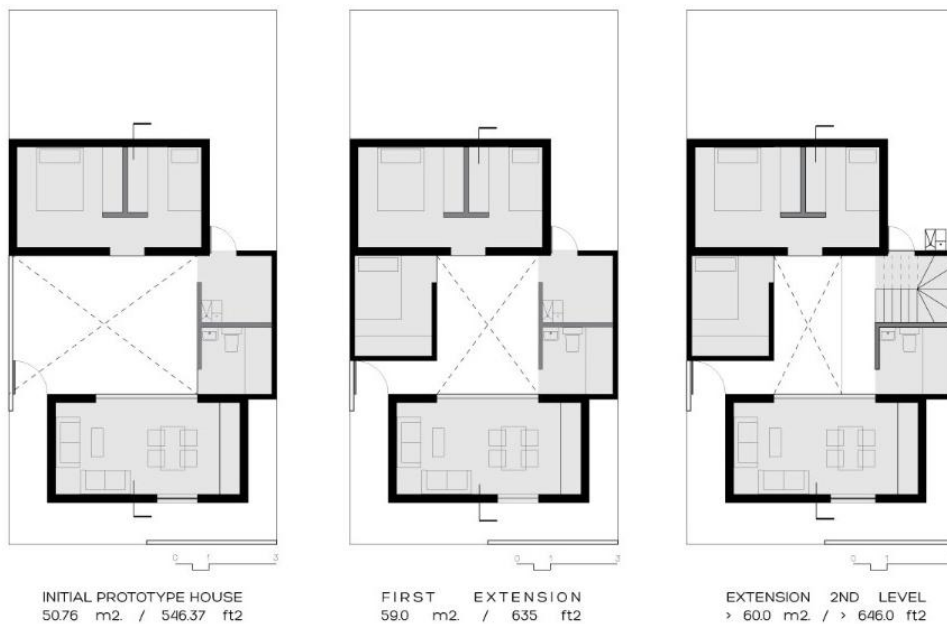 0 1 3
0 1 3
0 1
INITIAL PROTOTYPE HOUSE
50.76 m2. / 546.37 ft2
FIRST EXTENSION
59.0 m2. / 635 ft2
EXTENSION 2ND LEVEL
> 60.0 m2. / > 646.0 ft2